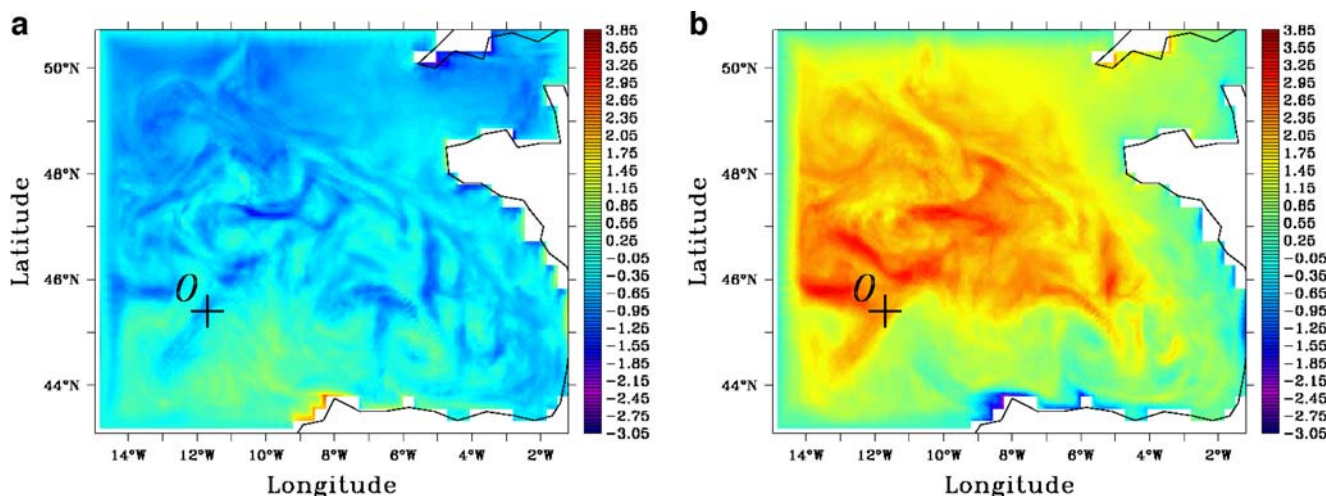 a
b
50°N
48°N
46°N
44°N
Latitude
O
14°W 12°W 10°W 8°W 6°W 4°W 2°W
Longitude
3.85
3.55
3.25
2.95
2.65
2.35
2.05
1.75
1.45
1.15
0.85
0.55
0.25
-0.05
-0.35
-0.65
-0.95
-1.25
-1.55
-1.85
-2.15
-2.45
-2.75
-3.05
50°N
48°N
46°N
44°N
Latitude
O
14°W 12°W 10°W 8°W 6°W 4°W 2°W
Longitude
3.85
3.55
3.25
2.95
2.65
2.35
2.05
1.75
1.45
1.15
0.85
0.55
0.25
-0.05
-0.35
-0.65
-0.95
-1.25
-1.55
-1.85
-2.15
-2.45
-2.75
-3.05